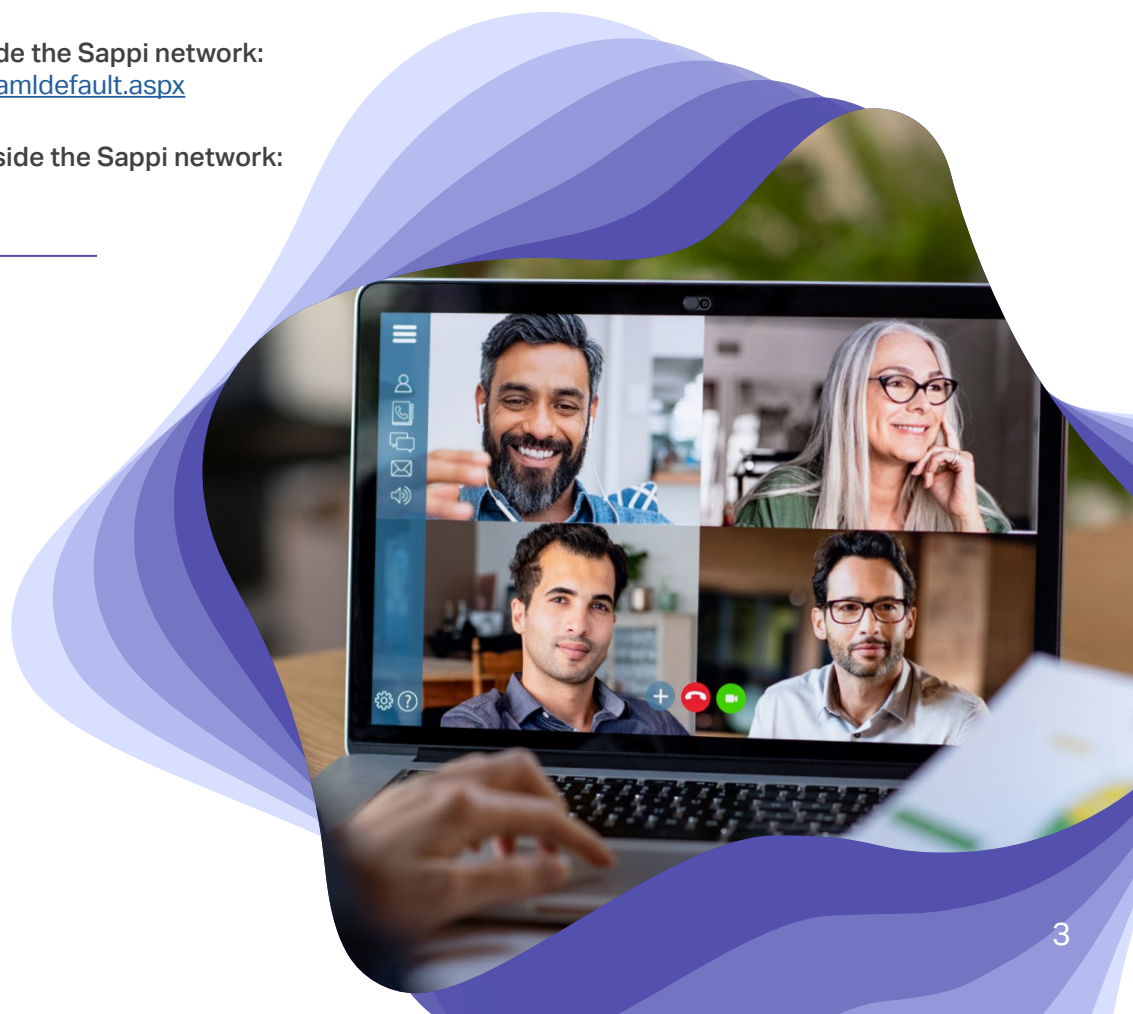 de the Sappi network:
amldefault.aspx
side the Sappi network:
3